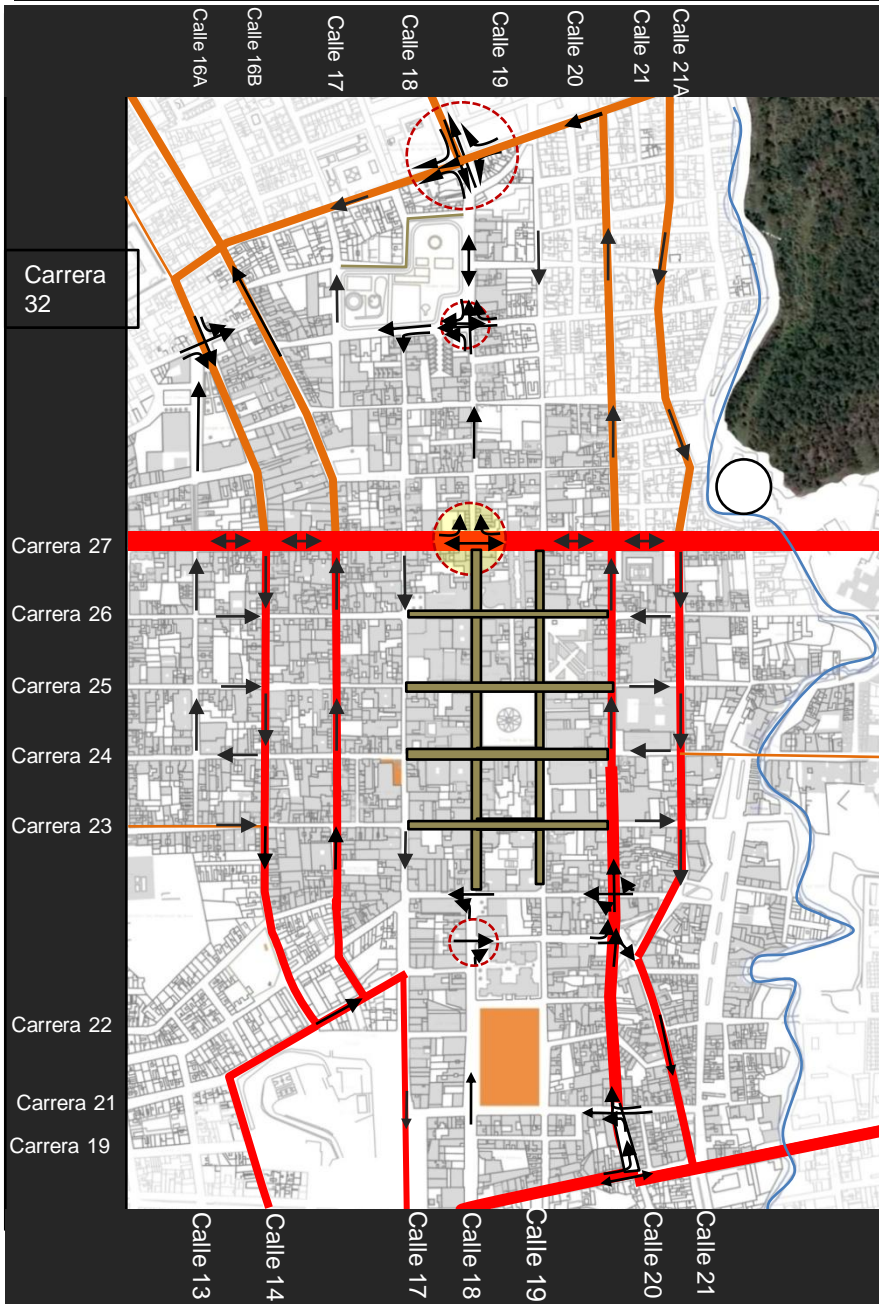 Calle 16A
Calle 16B
Calle 17
Calle 18
Calle 19
Calle 20
Calle 21
Calle 21A
Carrera
32
Carrera 27
Carrera 26
Carrera 25
Carrera 24
Carrera 23
Carrera 22
Carrera 21
Carrera 19
Calle 13
Calle 14
Calle 17
Calle 18
Calle 19
Calle 20
Calle 21